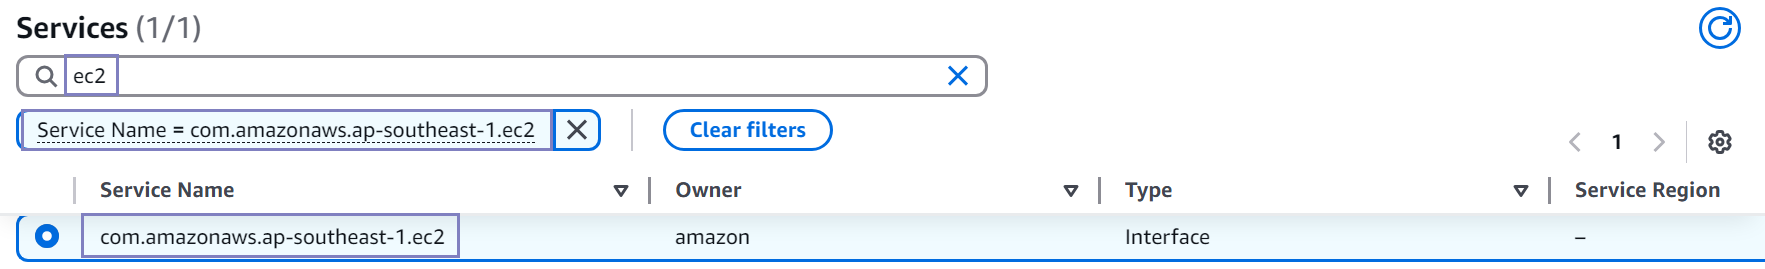 Services (1/1)
ec2
Service Name = com.amazonaws.ap-southeast-1.ec2
Clear filters
1
Service Name Owner Type Service Region
com.amazonaws.ap-southeast-1.ec2 amazon Interface –